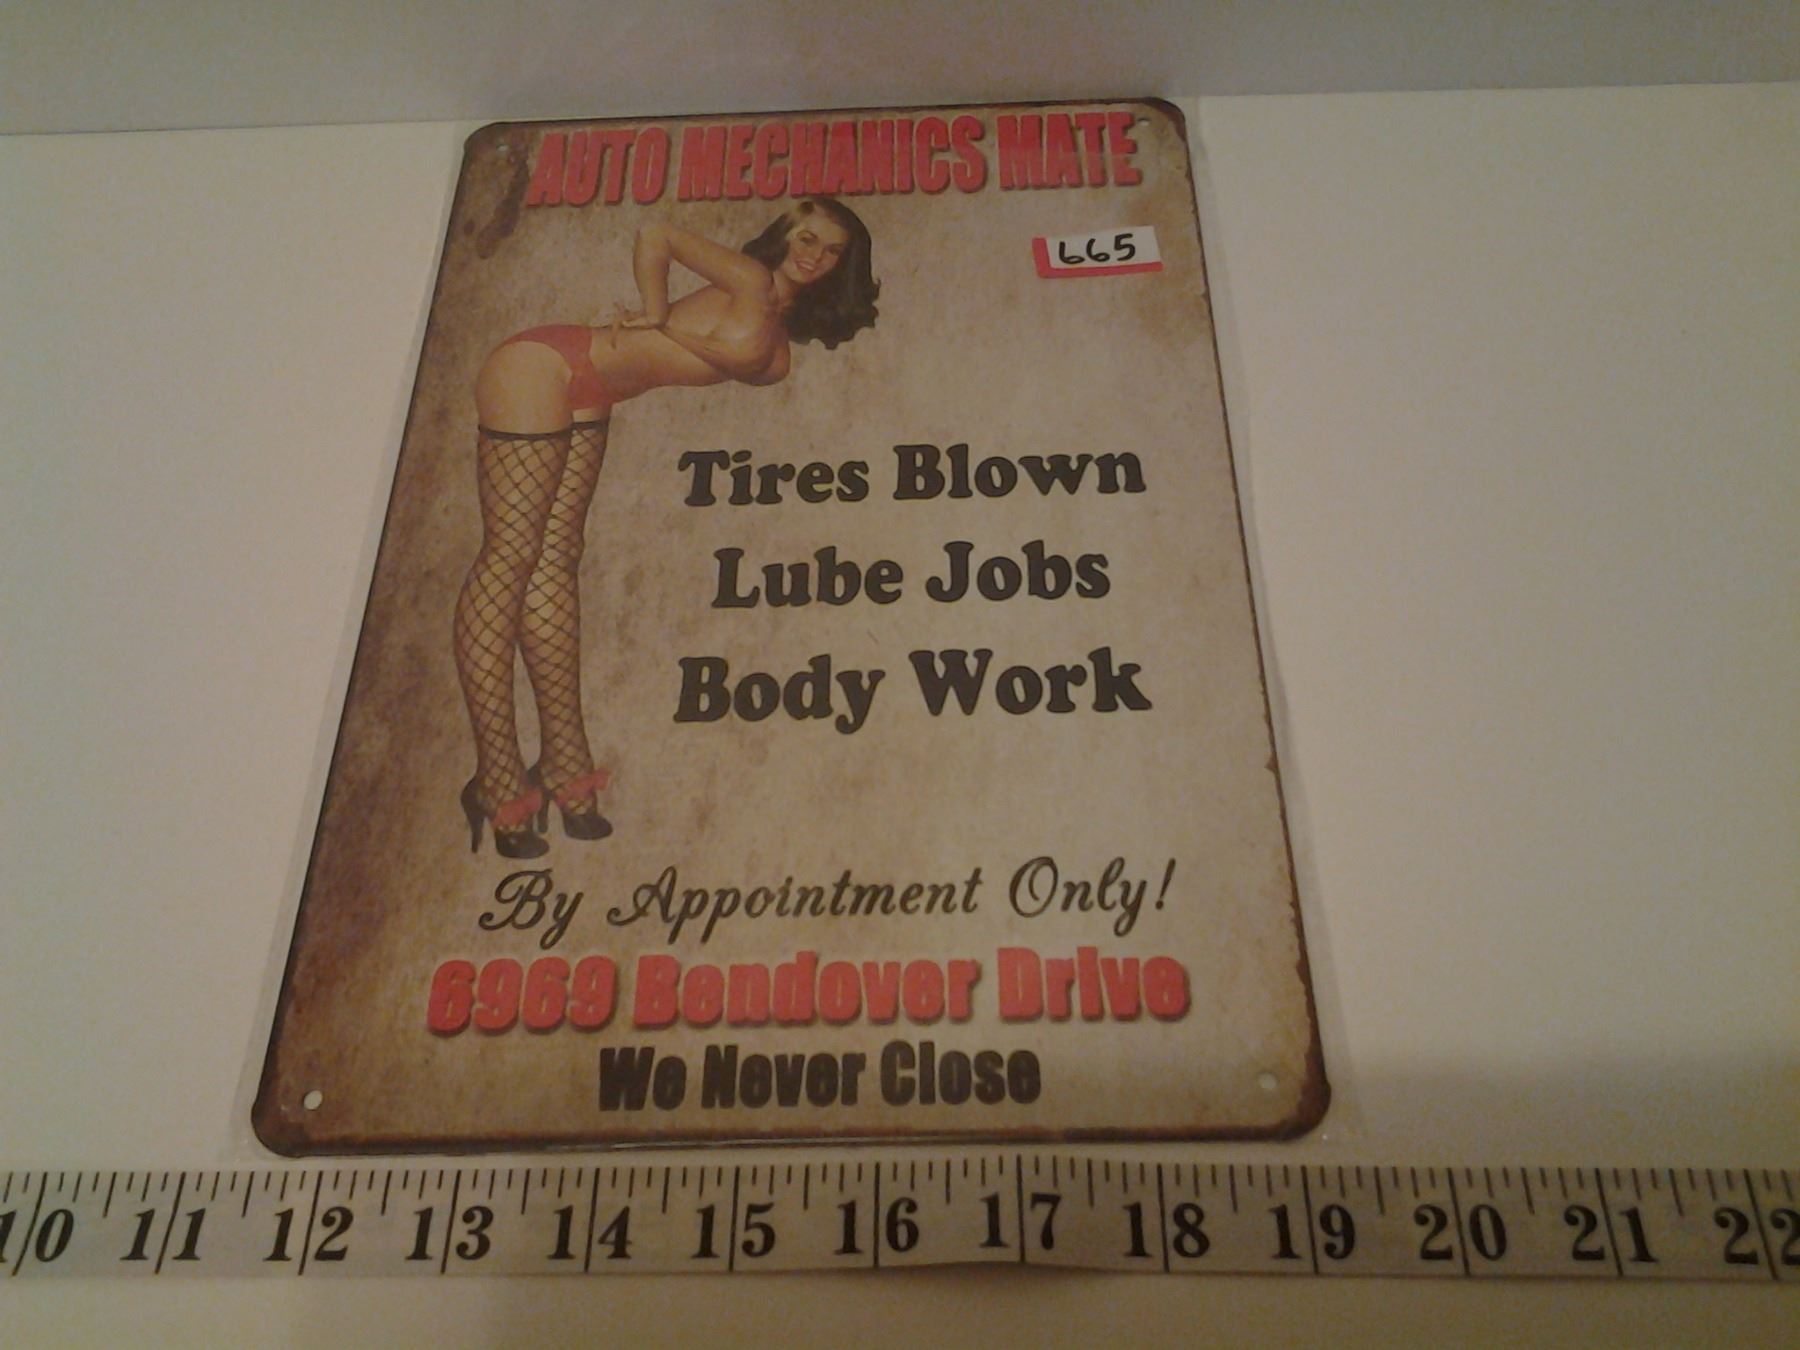 AUTO MECHANICS MATE
665
Tires Blown
Lube Jobs
Body Work
By Appointment Only!
6969 Bendover Drive
We Never Close
10 11 12 13 14 15 16 17 18 19 20 21 22